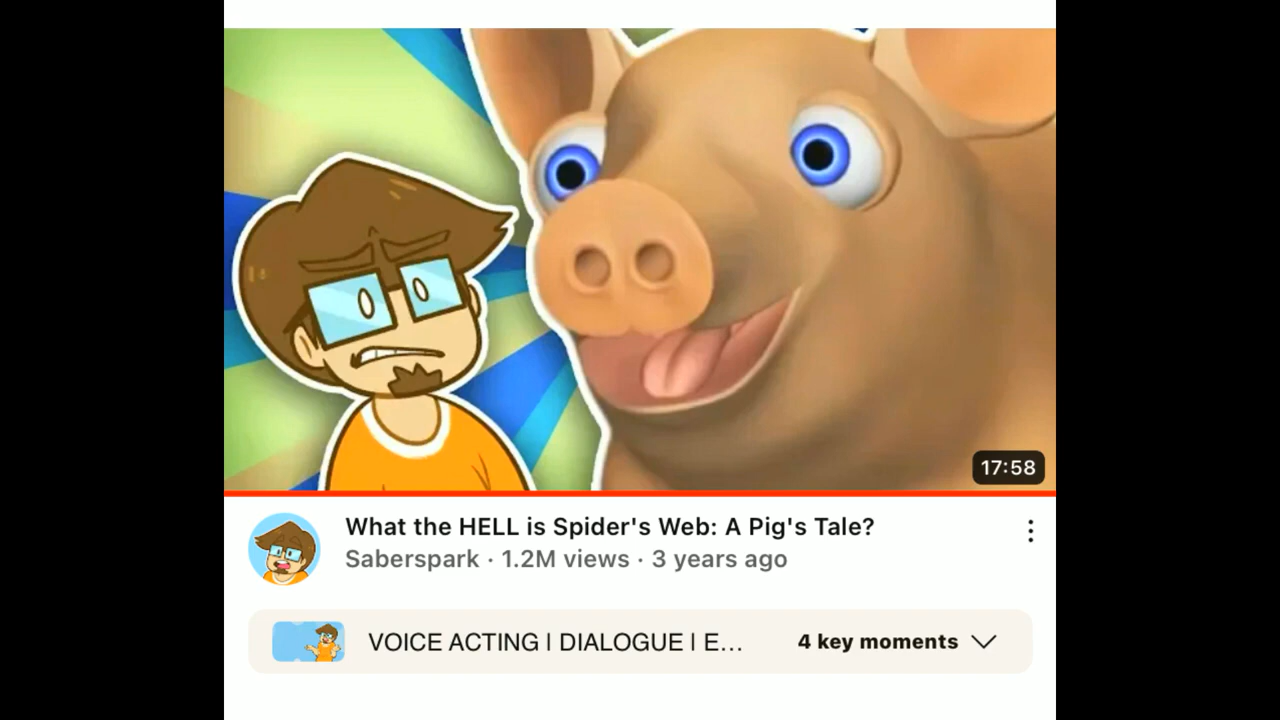 17:58
What the HELL is Spider's Web: A Pig's Tale?
Saberspark · 1.2M views · 3 years ago
VOICE ACTING | DIALOGUE | E... 4 key moments